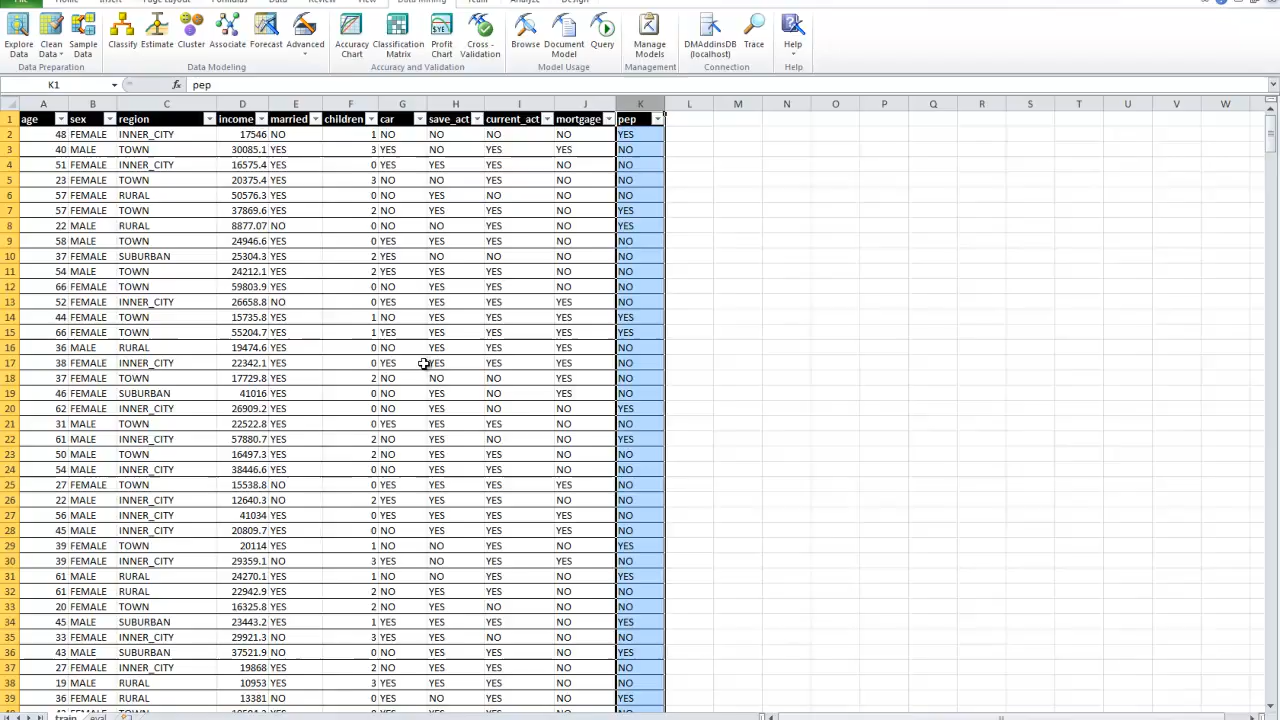 File Home Insert Page Layout Formulas Data Review View Data Mining Team Analyze Design
Explore Data Clean Data Sample Data Classify Estimate Cluster Associate Forecast Advanced Accuracy Chart Classification Matrix Profit Chart Cross - Validation Browse Document Model Query Manage Models DMAddinsDB (localhost) Trace Help
Data Preparation Data Modeling Accuracy and Validation Model Usage Management Connection Help
K1 fx pep
A B C D E F G H I J K L M N O P Q R S T U V W
1 age sex region income married children car save_act current_act mortgage pep
2 48 FEMALE INNER_CITY 17546 NO 1 NO NO NO NO YES
3 40 MALE TOWN 30085.1 YES 3 YES NO YES YES NO
4 51 FEMALE INNER_CITY 16575.4 YES 0 YES YES YES NO NO
5 23 FEMALE TOWN 20375.4 YES 3 NO NO YES NO NO
6 57 FEMALE RURAL 50576.3 YES 0 NO YES NO NO NO
7 57 FEMALE TOWN 37869.6 YES 2 NO YES YES NO YES
8 22 MALE RURAL 8877.07 NO 0 NO NO YES NO YES
9 58 MALE TOWN 24946.6 YES 0 YES YES YES NO NO
10 37 FEMALE SUBURBAN 25304.3 YES 2 YES NO NO NO NO
11 54 MALE TOWN 24212.1 YES 2 YES YES YES NO NO
12 66 FEMALE TOWN 59803.9 YES 0 NO YES YES NO NO
13 52 FEMALE INNER_CITY 26658.8 NO 0 YES YES YES YES NO
14 44 FEMALE TOWN 15735.8 YES 1 NO YES YES YES YES
15 66 FEMALE TOWN 55204.7 YES 1 YES YES YES YES YES
16 36 MALE RURAL 19474.6 YES 0 NO YES YES YES NO
17 38 FEMALE INNER_CITY 22342.1 YES 0 YES YES YES YES NO
18 37 FEMALE TOWN 17729.8 YES 2 NO NO NO YES NO
19 46 FEMALE SUBURBAN 41016 YES 0 NO YES NO YES NO
20 62 FEMALE INNER_CITY 26909.2 YES 0 NO YES NO NO YES
21 31 MALE TOWN 22522.8 YES 0 YES YES YES NO NO
22 61 MALE INNER_CITY 57880.7 YES 2 NO YES NO NO YES
23 50 MALE TOWN 16497.3 YES 2 NO YES YES NO NO
24 54 MALE INNER_CITY 38446.6 YES 0 NO YES YES NO NO
25 27 FEMALE TOWN 15538.8 NO 0 YES YES YES YES NO
26 22 MALE INNER_CITY 12640.3 NO 2 YES YES YES NO NO
27 56 MALE INNER_CITY 41034 YES 0 YES YES YES YES NO
28 45 MALE INNER_CITY 20809.7 YES 0 NO YES YES YES NO
29 39 FEMALE TOWN 20114 YES 1 NO NO YES NO YES
30 39 FEMALE INNER_CITY 29359.1 NO 3 YES NO YES YES NO
31 61 MALE RURAL 24270.1 YES 1 NO NO YES NO YES
32 61 FEMALE RURAL 22942.9 YES 2 NO YES YES NO NO
33 20 FEMALE TOWN 16325.8 YES 2 NO YES NO NO NO
34 45 MALE SUBURBAN 23443.2 YES 1 YES YES YES NO YES
35 33 FEMALE INNER_CITY 29921.3 NO 3 YES YES NO NO NO
36 43 MALE SUBURBAN 37521.9 NO 0 NO YES YES NO YES
37 27 FEMALE INNER_CITY 19868 YES 2 NO YES YES NO NO
38 19 MALE RURAL 10953 YES 3 YES YES YES NO NO
39 36 FEMALE RURAL 13381 NO 0 YES NO YES NO YES
train eval